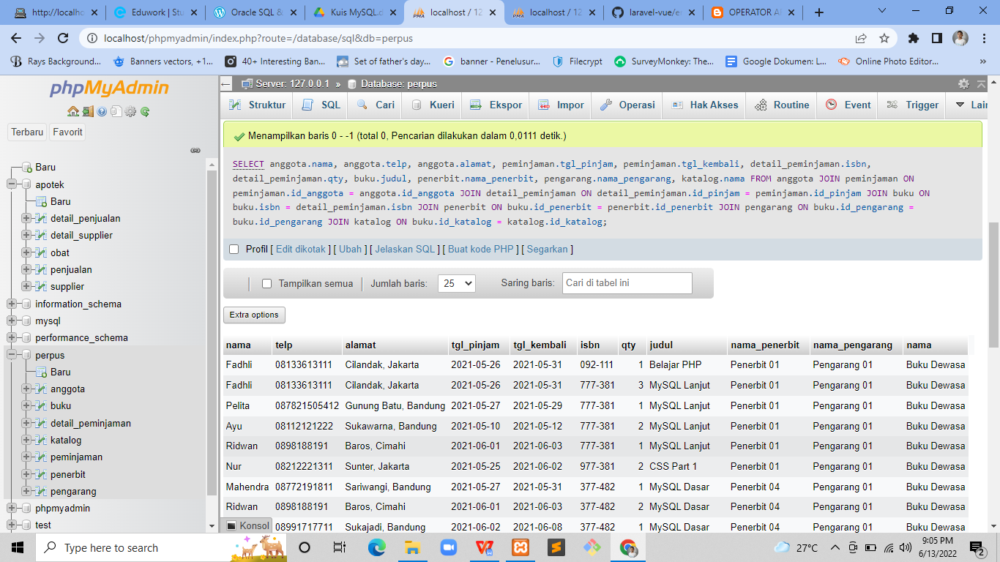 http://localho
Eduwork | Stu
Oracle SQL &
Kuis MySQL.d
localhost / 12
localhost / 12
laravel-vue/e
OPERATOR A
localhost/phpmyadmin/index.php?route=/database/sql&db=perpus
Rays Background...
Banners vectors, +1...
40+ Interesting Ban...
Set of father's day...
banner - Penelusur...
Filecrypt
SurveyMonkey: The...
Google Dokumen: L...
Online Photo Editor...
phpMyAdmin
Terbaru
Favorit
Baru
apotek
Baru
detail_penjualan
detail_supplier
obat
penjualan
supplier
information_schema
mysql
performance_schema
perpus
Baru
anggota
buku
detail_peminjaman
katalog
peminjaman
penerbit
pengarang
phpmyadmin
test
Server: 127.0.0.1 » Database: perpus
Struktur SQL Cari Kueri Ekspor Impor Operasi Hak Akses Routine Event Trigger Lai
Menampilkan baris 0 - -1 (total 0, Pencarian dilakukan dalam 0,0111 detik.)
SELECT anggota.nama, anggota.telp, anggota.alamat, peminjaman.tgl_pinjam, peminjaman.tgl_kembali, detail_peminjaman.isbn,
detail_peminjaman.qty, buku.judul, penerbit.nama_penerbit, pengarang.nama_pengarang, katalog.nama FROM anggota JOIN peminjaman ON
peminjaman.id_anggota = anggota.id_anggota JOIN detail_peminjaman ON detail_peminjaman.id_pinjam = peminjaman.id_pinjam JOIN buku ON
buku.isbn = detail_peminjaman.isbn JOIN penerbit ON buku.id_penerbit = penerbit.id_penerbit JOIN pengarang ON buku.id_pengarang =
buku.id_pengarang JOIN katalog ON buku.id_katalog = katalog.id_katalog;
Profil [ Edit dikotak ] [ Ubah ] [ Jelaskan SQL ] [ Buat kode PHP ] [ Segarkan ]
Tampilkan semua Jumlah baris: 25 Saring baris: Cari di tabel ini
Extra options
nama telp alamat tgl_pinjam tgl_kembali isbn qty judul nama_penerbit nama_pengarang nama
Fadhli 08133613111 Cilandak, Jakarta 2021-05-26 2021-05-31 092-111 1 Belajar PHP Penerbit 01 Pengarang 01 Buku Dewasa
Fadhli 08133613111 Cilandak, Jakarta 2021-05-26 2021-05-31 777-381 3 MySQL Lanjut Penerbit 01 Pengarang 01 Buku Dewasa
Pelita 087821505412 Gunung Batu, Bandung 2021-05-27 2021-05-29 777-381 1 MySQL Lanjut Penerbit 01 Pengarang 01 Buku Dewasa
Ayu 08112121222 Sukawarna, Bandung 2021-05-10 2021-05-12 777-381 2 MySQL Lanjut Penerbit 01 Pengarang 01 Buku Dewasa
Ridwan 0898188191 Baros, Cimahi 2021-06-01 2021-06-03 777-381 1 MySQL Lanjut Penerbit 01 Pengarang 01 Buku Dewasa
Nur 08212221311 Sunter, Jakarta 2021-05-25 2021-06-02 977-381 2 CSS Part 1 Penerbit 01 Pengarang 01 Buku Dewasa
Mahendra 08772191811 Sariwangi, Bandung 2021-05-27 2021-05-31 377-482 1 MySQL Dasar Penerbit 04 Pengarang 01 Buku Dewasa
Ridwan 0898188191 Baros, Cimahi 2021-06-01 2021-06-03 377-482 2 MySQL Dasar Penerbit 04 Pengarang 01 Buku Dewasa
Konsol 08991717711 Sukajadi, Bandung 2021-06-02 2021-06-08 377-482 1 MySQL Dasar Penerbit 04 Pengarang 01 Buku Dewasa
Type here to search
27°C
9:05 PM
6/13/2022
2